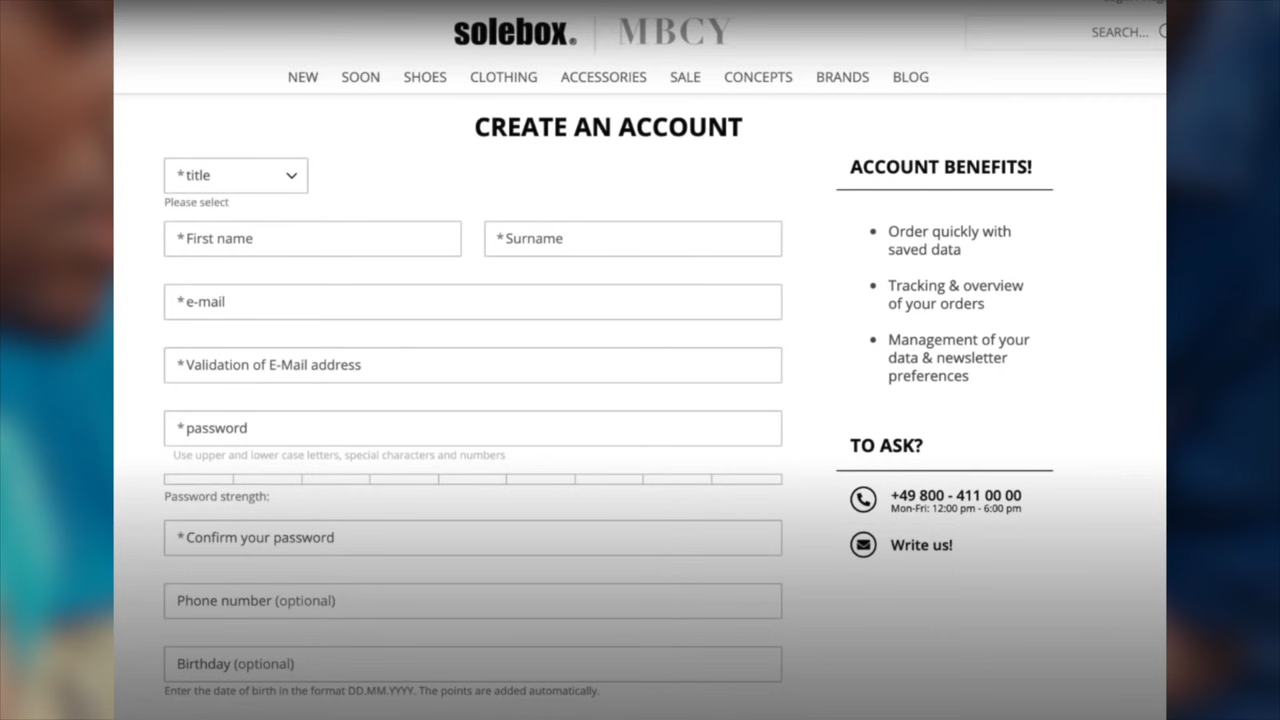 solebox. MBCY
SEARCH...
NEW SOON SHOES CLOTHING ACCESSORIES SALE CONCEPTS BRANDS BLOG
CREATE AN ACCOUNT
*title
Please select
*First name *Surname
*e-mail
*Validation of E-Mail address
*password
Use upper and lower case letters, special characters and numbers
Password strength:
*Confirm your password
Phone number (optional)
Birthday (optional)
Enter the date of birth in the format DD.MM.YYYY. The points are added automatically.
ACCOUNT BENEFITS!
• Order quickly with
saved data
• Tracking & overview
of your orders
• Management of your
data & newsletter
preferences
TO ASK?
+49 800 - 411 00 00
Mon-Fri: 12:00 pm - 6:00 pm
Write us!